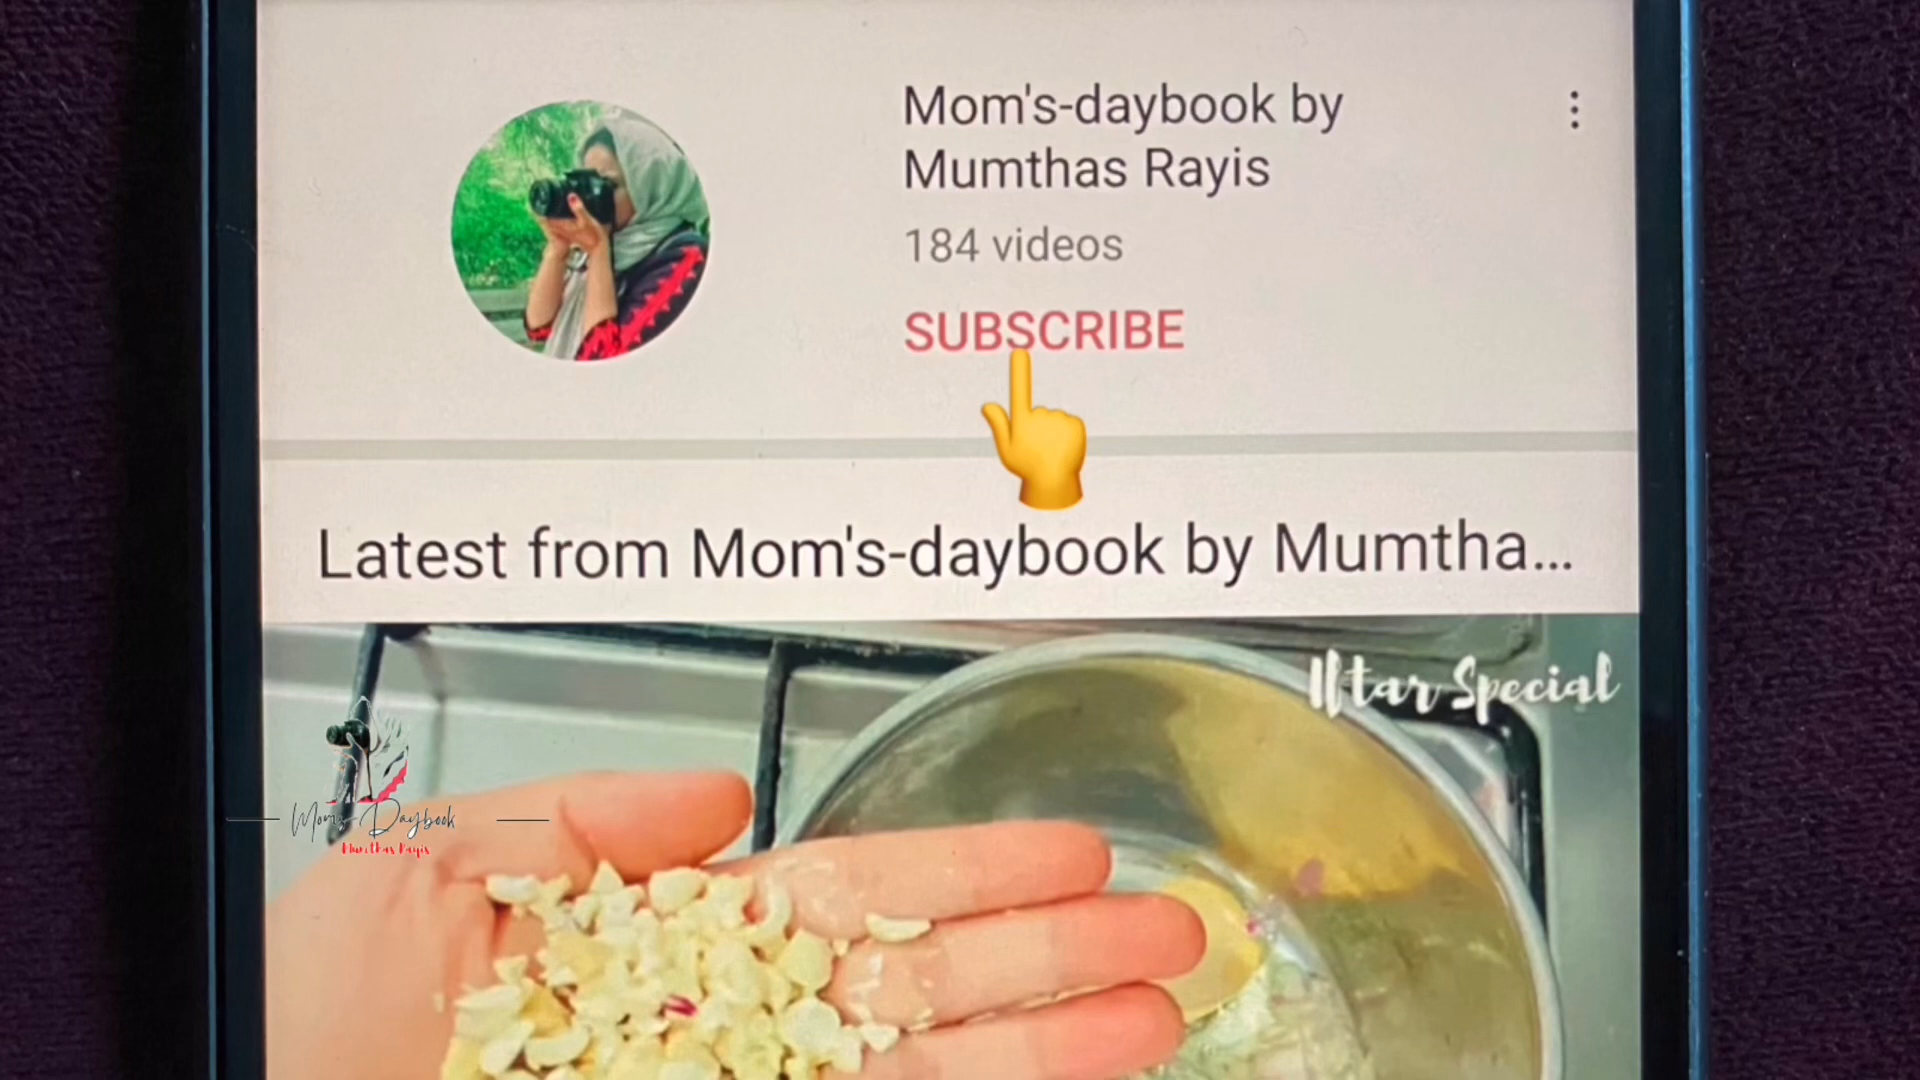 Mom's-daybook by
Mumthas Rayis
184 videos
SUBSCRIBE
Latest from Mom's-daybook by Mumtha...
Iftar Special
Mom's Daybook
Mumthas Rayis